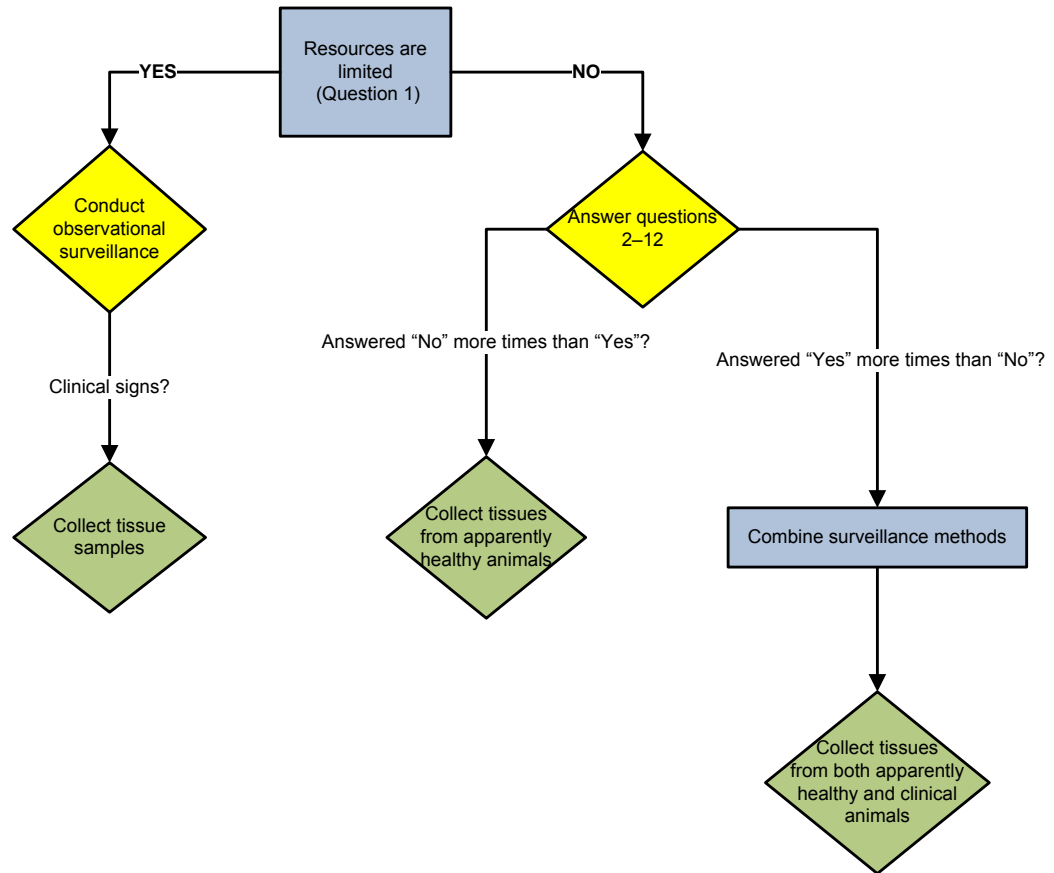 Resources are
limited
(Question 1)
YES
NO
Conduct
observational
surveillance
Answer questions
2–12
Answered “No” more times than “Yes”?
Answered “Yes” more times than “No”?
Clinical signs?
Collect tissue
samples
Collect tissues
from apparently
healthy animals
Combine surveillance methods
Collect tissues
from both apparently
healthy and clinical
animals